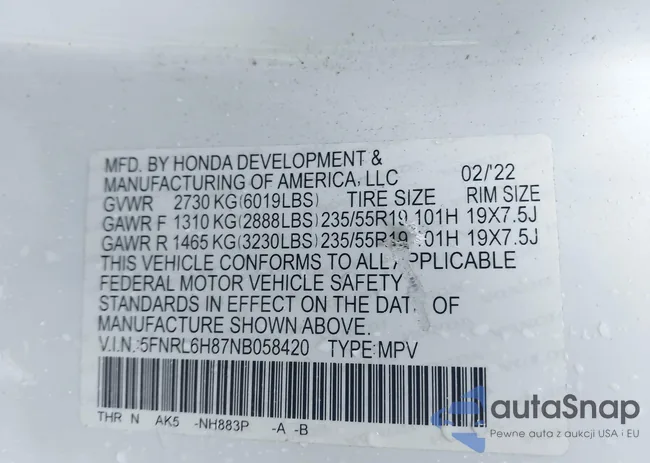 MFD. BY HONDA DEVELOPMENT &
MANUFACTURING OF AMERICA, LLC 02/'22
GVWR 2730 KG(6019LBS) TIRE SIZE RIM SIZE
GAWR F 1310 KG(2888LBS) 235/55R19 101H 19X7.5J
GAWR R 1465 KG(3230LBS) 235/55R19 101H 19X7.5J
THIS VEHICLE CONFORMS TO ALL APPLICABLE
FEDERAL MOTOR VEHICLE SAFETY
STANDARDS IN EFFECT ON THE DATE OF
MANUFACTURE SHOWN ABOVE.
V.I.N. 5FNRL6H87NB058420 TYPE:MPV
THR N AK5 -NH883P -A -B
autaSnap
Pewne auta z aukcji USA i EU